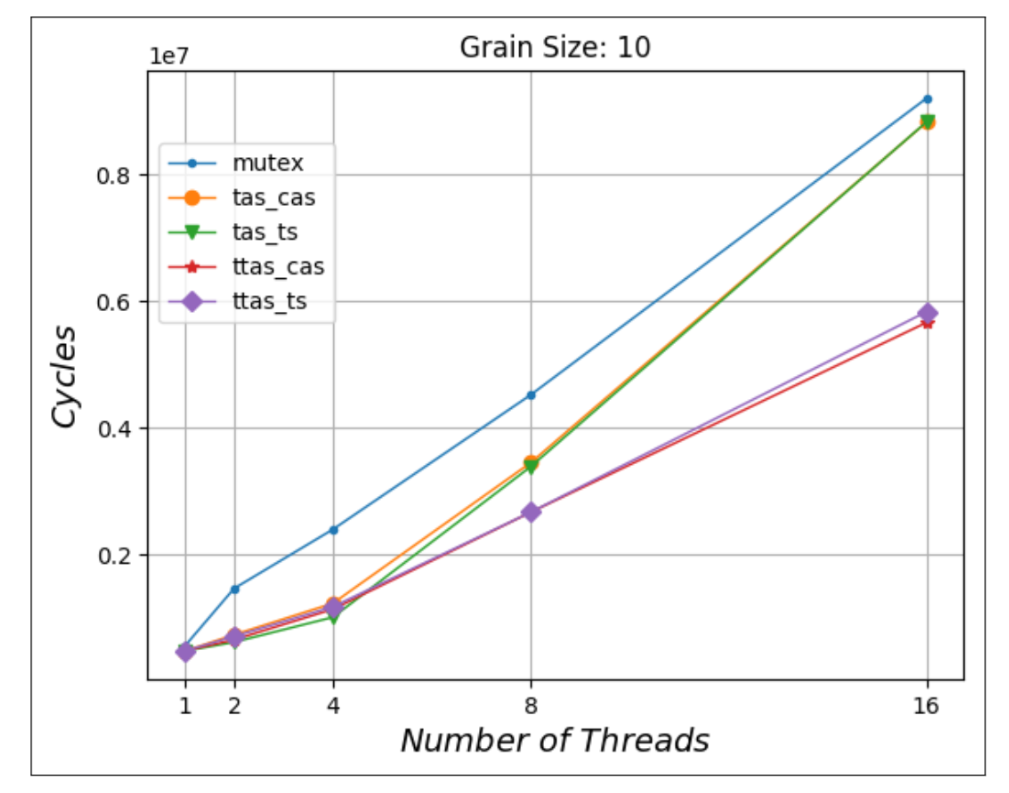 Grain Size: 10
1e7
mutex
tas_cas
tas_ts
ttas_cas
ttas_ts
0.8
0.6
0.4
0.2
Cycles
1 2 4 8 16
Number of Threads